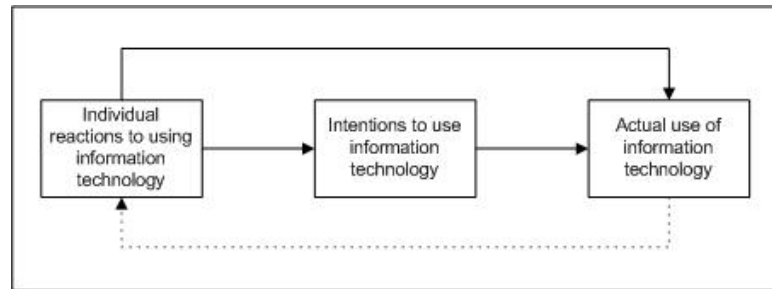 Individual
reactions to using
information
technology
Intentions to use
information
technology
Actual use of
information
technology